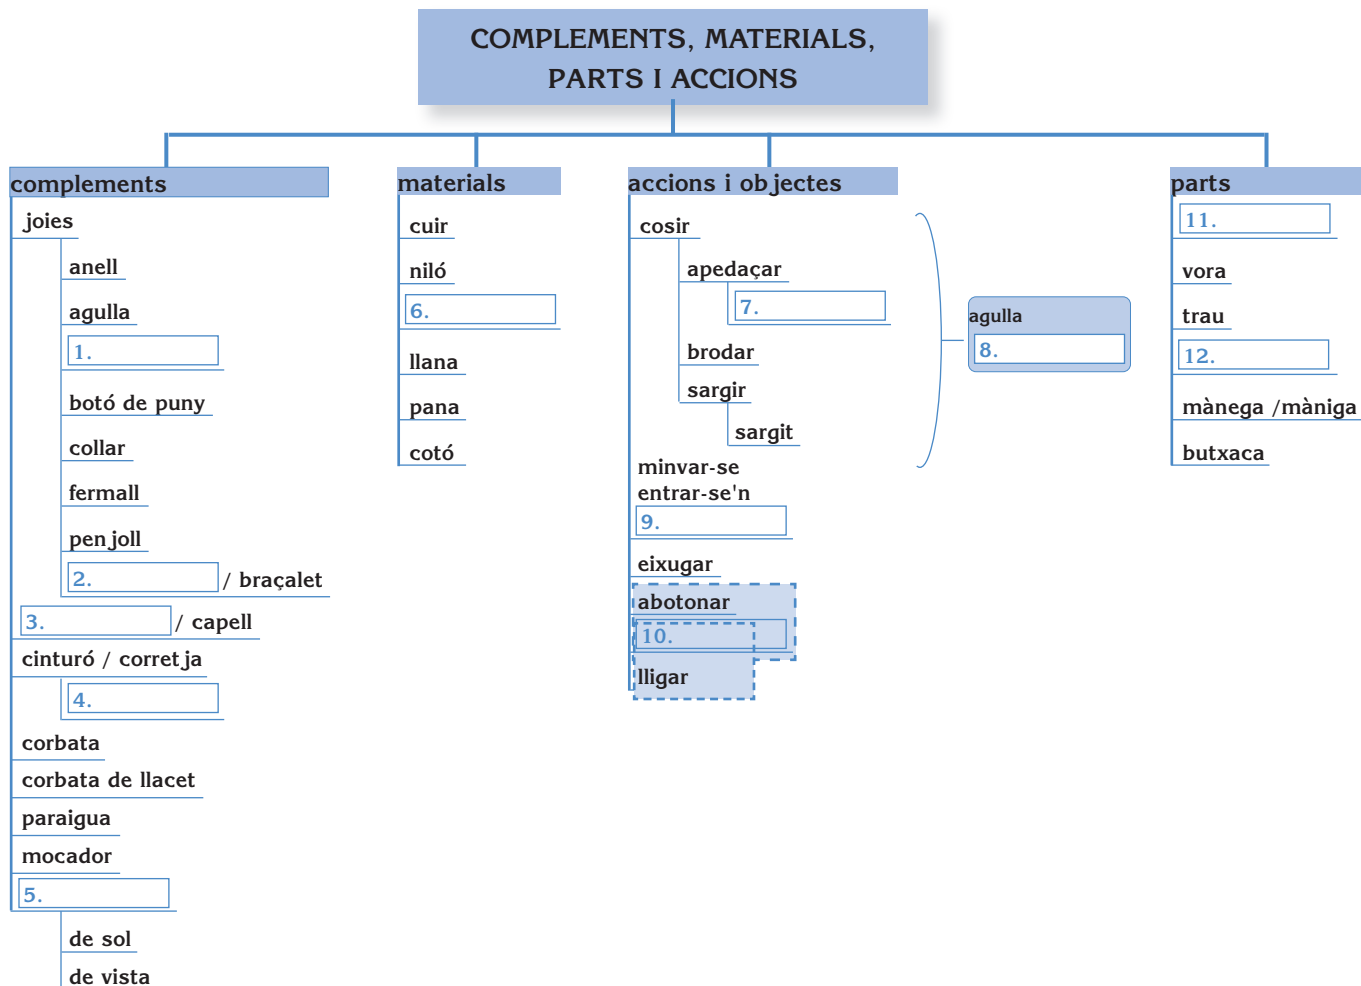 COMPLEMENTS, MATERIALS,
PARTS I ACCIONS
complements
joies
anell
agulla
1.
botó de puny
collar
fermall
penjoll
2. / braçalet
3. / capell
cinturó / corretja
4.
corbata
corbata de llacet
paraigua
mocador
5.
de sol
de vista
materials
cuir
niló
6.
llana
pana
cotó
accions i objectes
cosir
apedaçar
7.
brodar
sargir
sargit
minvar-se
entrar-se'n
9.
eixugar
abotonar
10.
lligar
agulla
8.
parts
11.
vora
trau
12.
mànega /màniga
butxaca